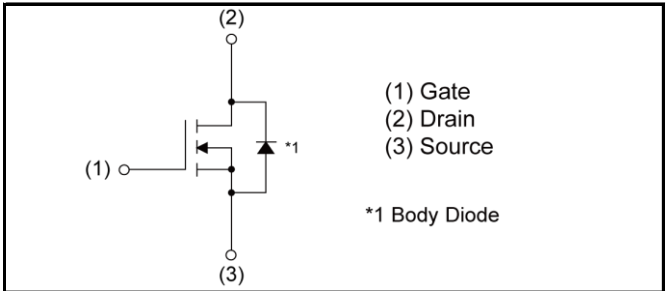 (2)
(1) Gate
(2) Drain
(3) Source
*1
(1)
*1 Body Diode
(3)